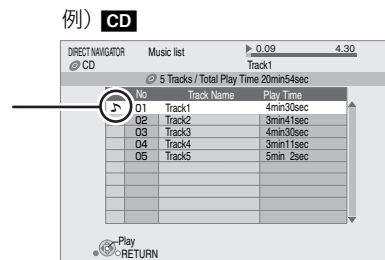 例）CD
DIRECT NAVIGATOR Music list 0.09 4.30
CD Track1
5 Tracks / Total Play Time 20min54sec
No Track Name Play Time
01 Track1 4min30sec
02 Track2 3min41sec
03 Track3 4min30sec
04 Track4 3min11sec
05 Track5 5min 2sec
Play
RETURN